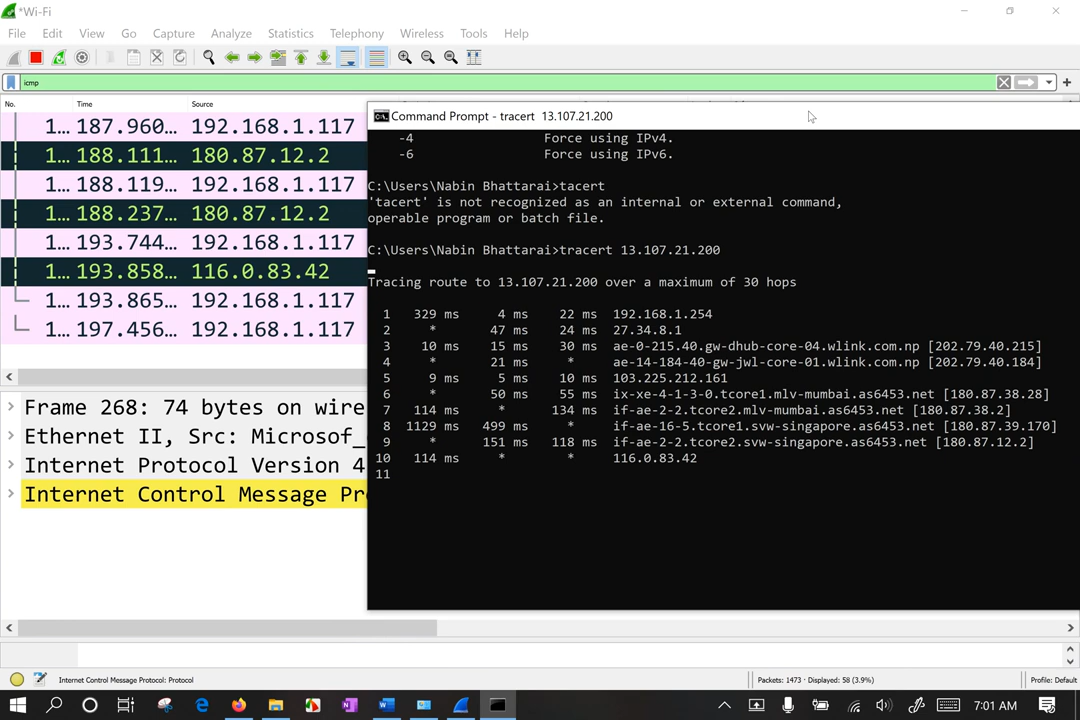 *Wi-Fi
File Edit View Go Capture Analyze Statistics Telephony Wireless Tools Help
icmp
No. Time Source
1... 187.960... 192.168.1.117
1... 188.111... 180.87.12.2
1... 188.119... 192.168.1.117
1... 188.237... 180.87.12.2
1... 193.744... 192.168.1.117
1... 193.858... 116.0.83.42
1... 193.865... 192.168.1.117
1... 197.456... 192.168.1.117
Frame 268: 74 bytes on wire
Ethernet II, Src: Microsof_
Internet Protocol Version 4
Internet Control Message Pr
Command Prompt - tracert 13.107.21.200
-4 Force using IPv4.
-6 Force using IPv6.
C:\Users\Nabin Bhattarai>tacert
'tacert' is not recognized as an internal or external command,
operable program or batch file.
C:\Users\Nabin Bhattarai>tracert 13.107.21.200
Tracing route to 13.107.21.200 over a maximum of 30 hops
1 329 ms 4 ms 22 ms 192.168.1.254
2 * 47 ms 24 ms 27.34.8.1
3 10 ms 15 ms 30 ms ae-0-215.40.gw-dhub-core-04.wlink.com.np [202.79.40.215]
4 * 21 ms * ae-14-184-40-gw-jwl-core-01.wlink.com.np [202.79.40.184]
5 9 ms 5 ms 10 ms 103.225.212.161
6 * 50 ms 55 ms ix-xe-4-1-3-0.tcore1.mlv-mumbai.as6453.net [180.87.38.28]
7 114 ms * 134 ms if-ae-2-2.tcore2.mlv-mumbai.as6453.net [180.87.38.2]
8 1129 ms 499 ms * if-ae-16-5.tcore1.svw-singapore.as6453.net [180.87.39.170]
9 * 151 ms 118 ms if-ae-2-2.tcore2.svw-singapore.as6453.net [180.87.12.2]
10 114 ms * * 116.0.83.42
11
Internet Control Message Protocol: Protocol
Packets: 1473 · Displayed: 58 (3.9%)
Profile: Default
7:01 AM